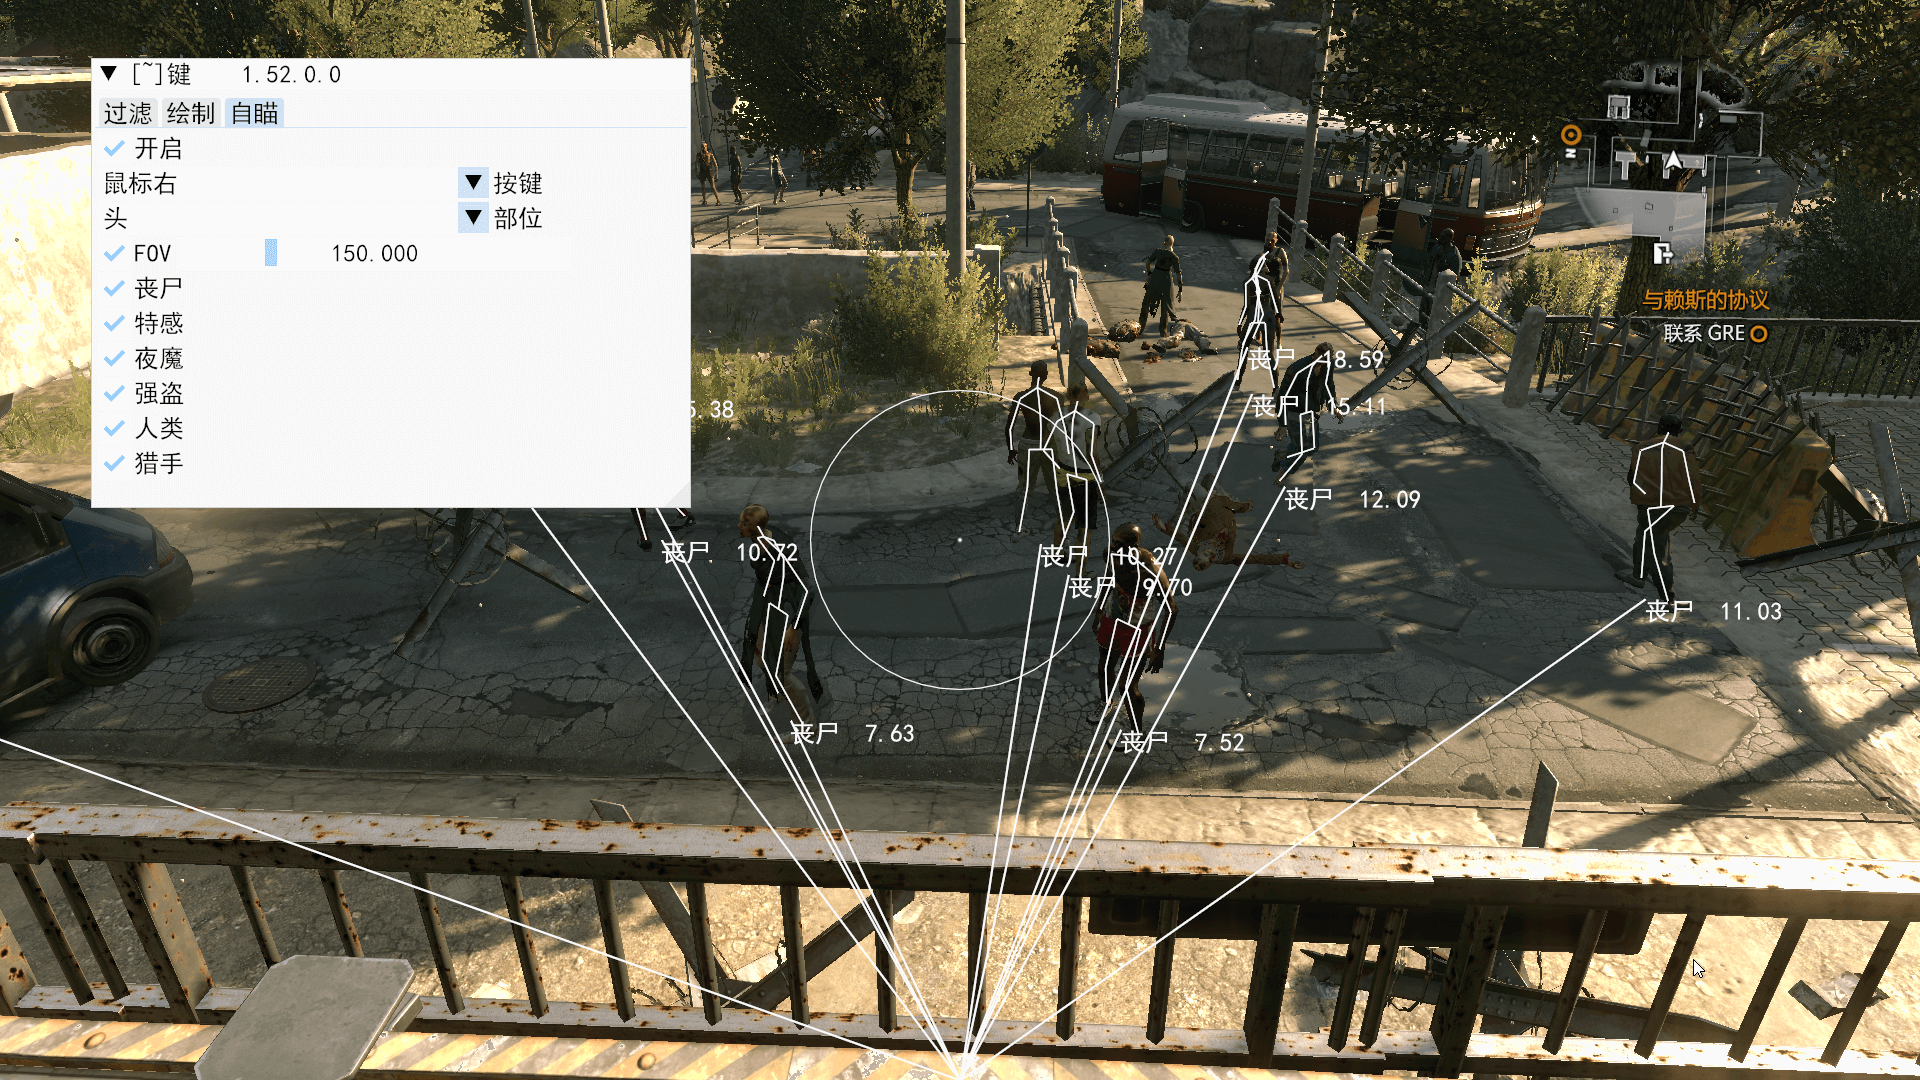 [~]键 1.52.0.0
过滤 绘制 自瞄
开启
鼠标右 按键
头 部位
FOV 150.000
丧尸
特感
夜魔
强盗
人类
猎手
N
与赖斯的协议
联系 GRE
丧尸 18.59
丧尸 15.11
5.38
丧尸 12.09
丧尸 10.72
丧尸 10.27
丧尸 9.70
丧尸 11.03
丧尸 7.63
丧尸 7.52